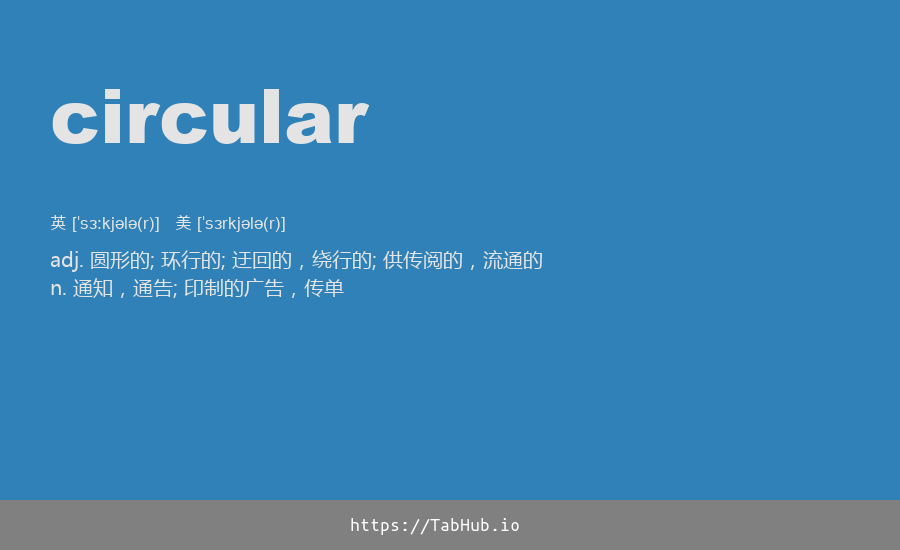 circular
英 [ˈsɜːkjələ(r)] 美 [ˈsɜrkjələ(r)]
adj. 圆形的; 环行的; 迂回的，绕行的; 供传阅的，流通的
n. 通知，通告; 印制的广告，传单
https://TabHub.io